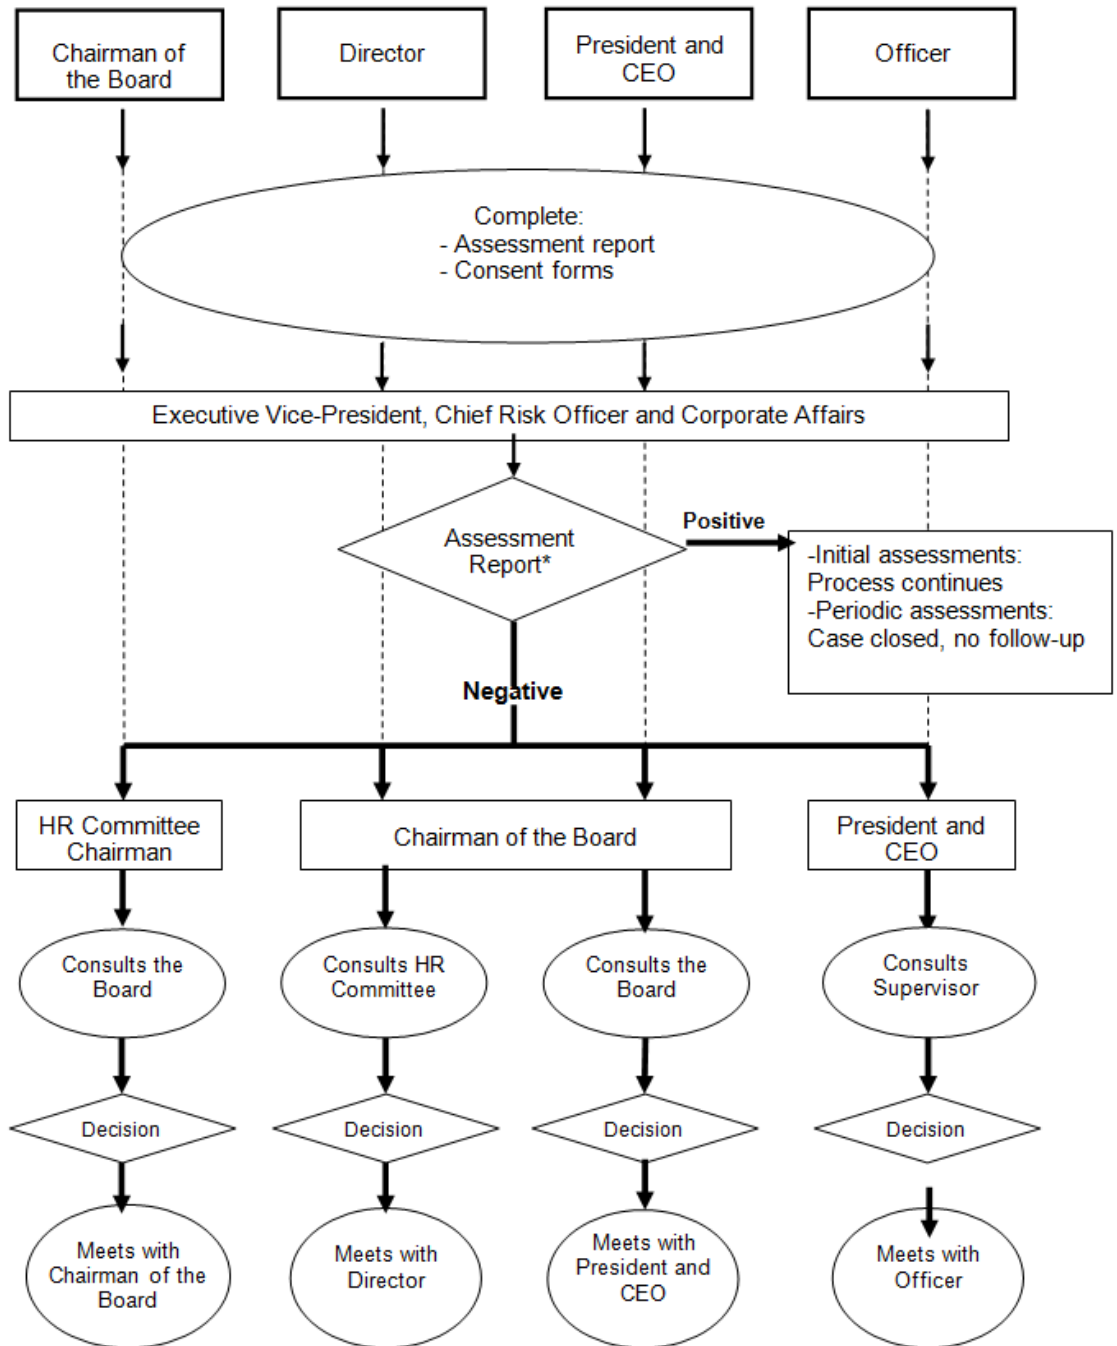 Chairman of
the Board
Director
President and
CEO
Officer
Complete:
- Assessment report
- Consent forms
Executive Vice-President, Chief Risk Officer and Corporate Affairs
Assessment
Report*
Positive
-Initial assessments:
Process continues
-Periodic assessments:
Case closed, no follow-up
Negative
HR Committee
Chairman
Chairman of the Board
President and
CEO
Consults the
Board
Consults HR
Committee
Consults the
Board
Consults
Supervisor
Decision
Decision
Decision
Decision
Meets with
Chairman of the
Board
Meets with
Director
Meets with
President and
CEO
Meets with
Officer